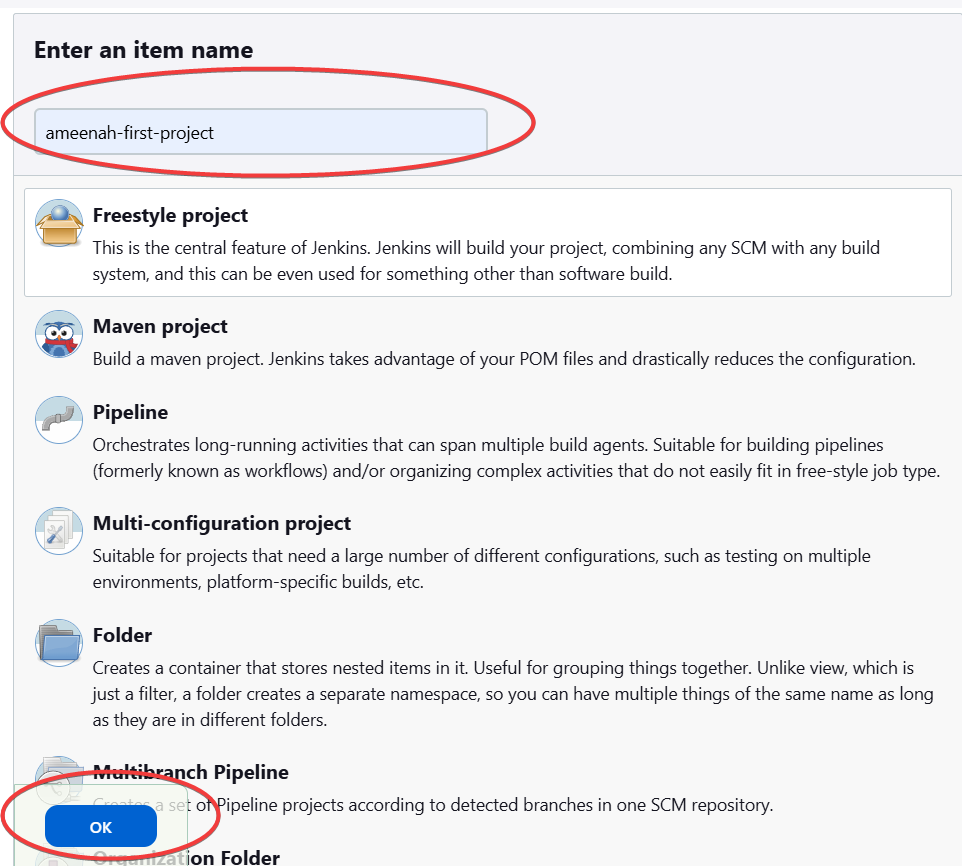 Enter an item name
ameenah-first-project
Freestyle project
This is the central feature of Jenkins. Jenkins will build your project, combining any SCM with any build
system, and this can be even used for something other than software build.
Maven project
Build a maven project. Jenkins takes advantage of your POM files and drastically reduces the configuration.
Pipeline
Orchestrates long-running activities that can span multiple build agents. Suitable for building pipelines
(formerly known as workflows) and/or organizing complex activities that do not easily fit in free-style job type.
Multi-configuration project
Suitable for projects that need a large number of different configurations, such as testing on multiple
environments, platform-specific builds, etc.
Folder
Creates a container that stores nested items in it. Useful for grouping things together. Unlike view, which is
just a filter, a folder creates a separate namespace, so you can have multiple things of the same name as long
as they are in different folders.
Multibranch Pipeline
Creates a set of Pipeline projects according to detected branches in one SCM repository.
OK
Organization Folder